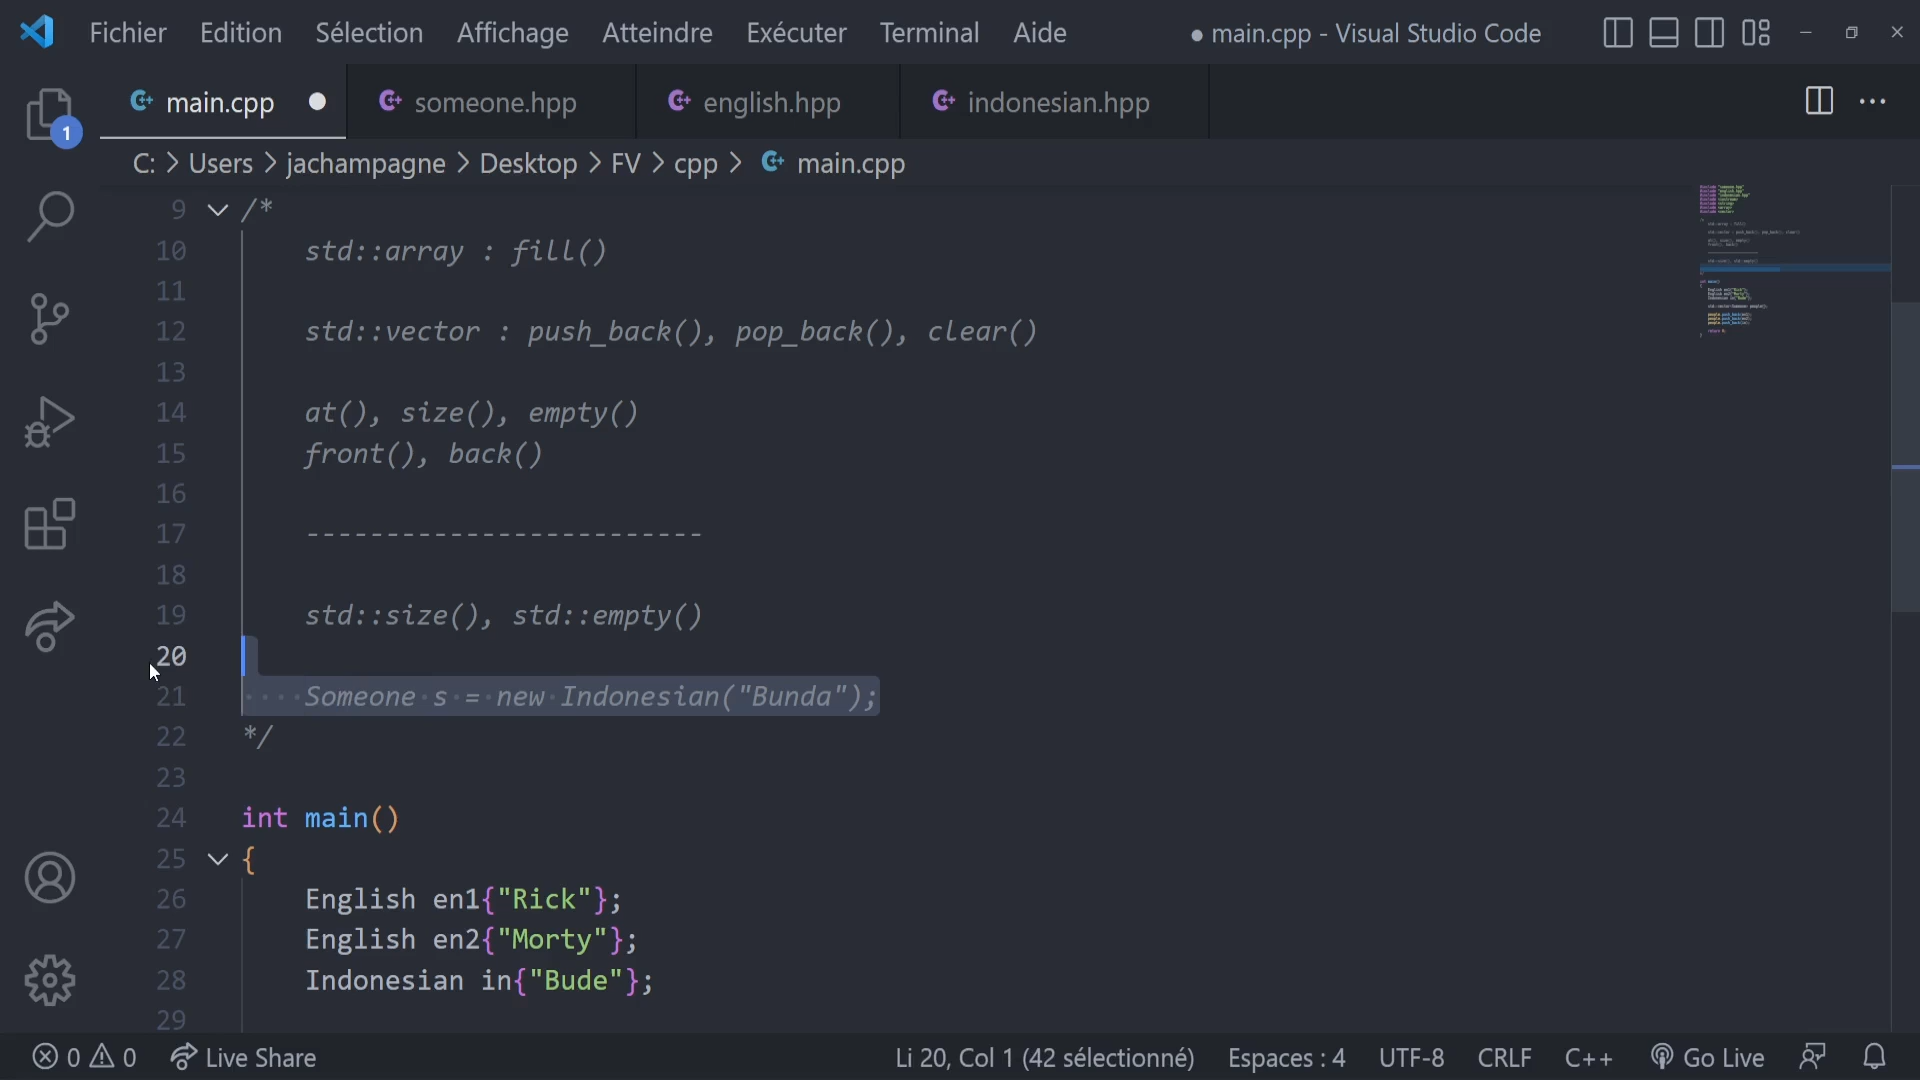 Fichier Edition Sélection Affichage Atteindre Exécuter Terminal Aide ● main.cpp - Visual Studio Code
main.cpp someone.hpp english.hpp indonesian.hpp
1
C: > Users > jachampagne > Desktop > FV > cpp > main.cpp
9 /*
10 std::array : fill()
11
12 std::vector : push_back(), pop_back(), clear()
13
14 at(), size(), empty()
15 front(), back()
16
17 -------------------------
18
19 std::size(), std::empty()
20
21 Someone s = new Indonesian("Bunda");
22 */
23
24 int main()
25 {
26 English en1{"Rick"};
27 English en2{"Morty"};
28 Indonesian in{"Bude"};
29
0 0 Live Share Li 20, Col 1 (42 sélectionné) Espaces : 4 UTF-8 CRLF C++ Go Live